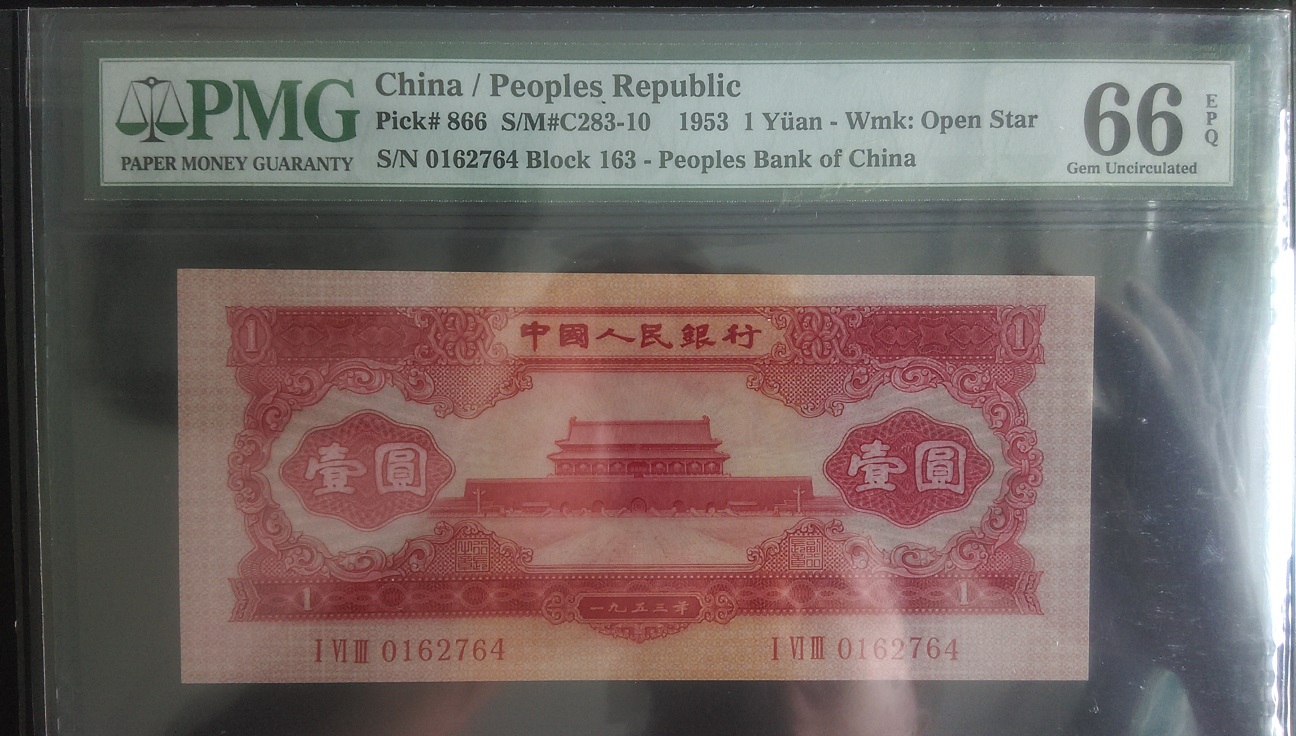 PMG
PAPER MONEY GUARANTY
China / Peoples Republic
Pick# 866 S/M#C283-10 1953 1 Yüan - Wmk: Open Star
S/N 0162764 Block 163 - Peoples Bank of China
66
EPQ
Gem Uncirculated
1 中國人民銀行 1
壹圓 壹圓
1 一九五三年 1
I VI III 0162764 I VI III 0162764